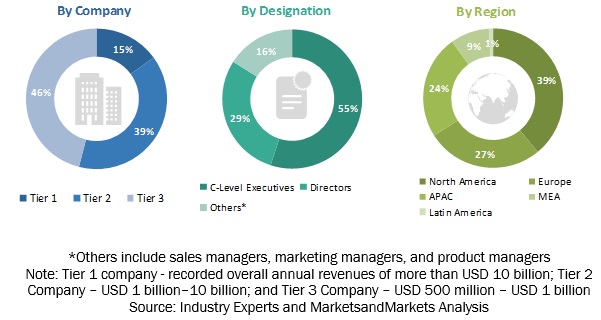 By Company
15%
39%
46%
Tier 1 Tier 2 Tier 3
By Designation
16%
29%
55%
C-Level Executives Directors
Others*
By Region
9% 1%
39%
24%
27%
North America Europe
APAC MEA
Latin America
*Others include sales managers, marketing managers, and product managers
Note: Tier 1 company - recorded overall annual revenues of more than USD 10 billion; Tier 2
Company – USD 1 billion–10 billion; and Tier 3 Company – USD 500 million – USD 1 billion
Source: Industry Experts and MarketsandMarkets Analysis